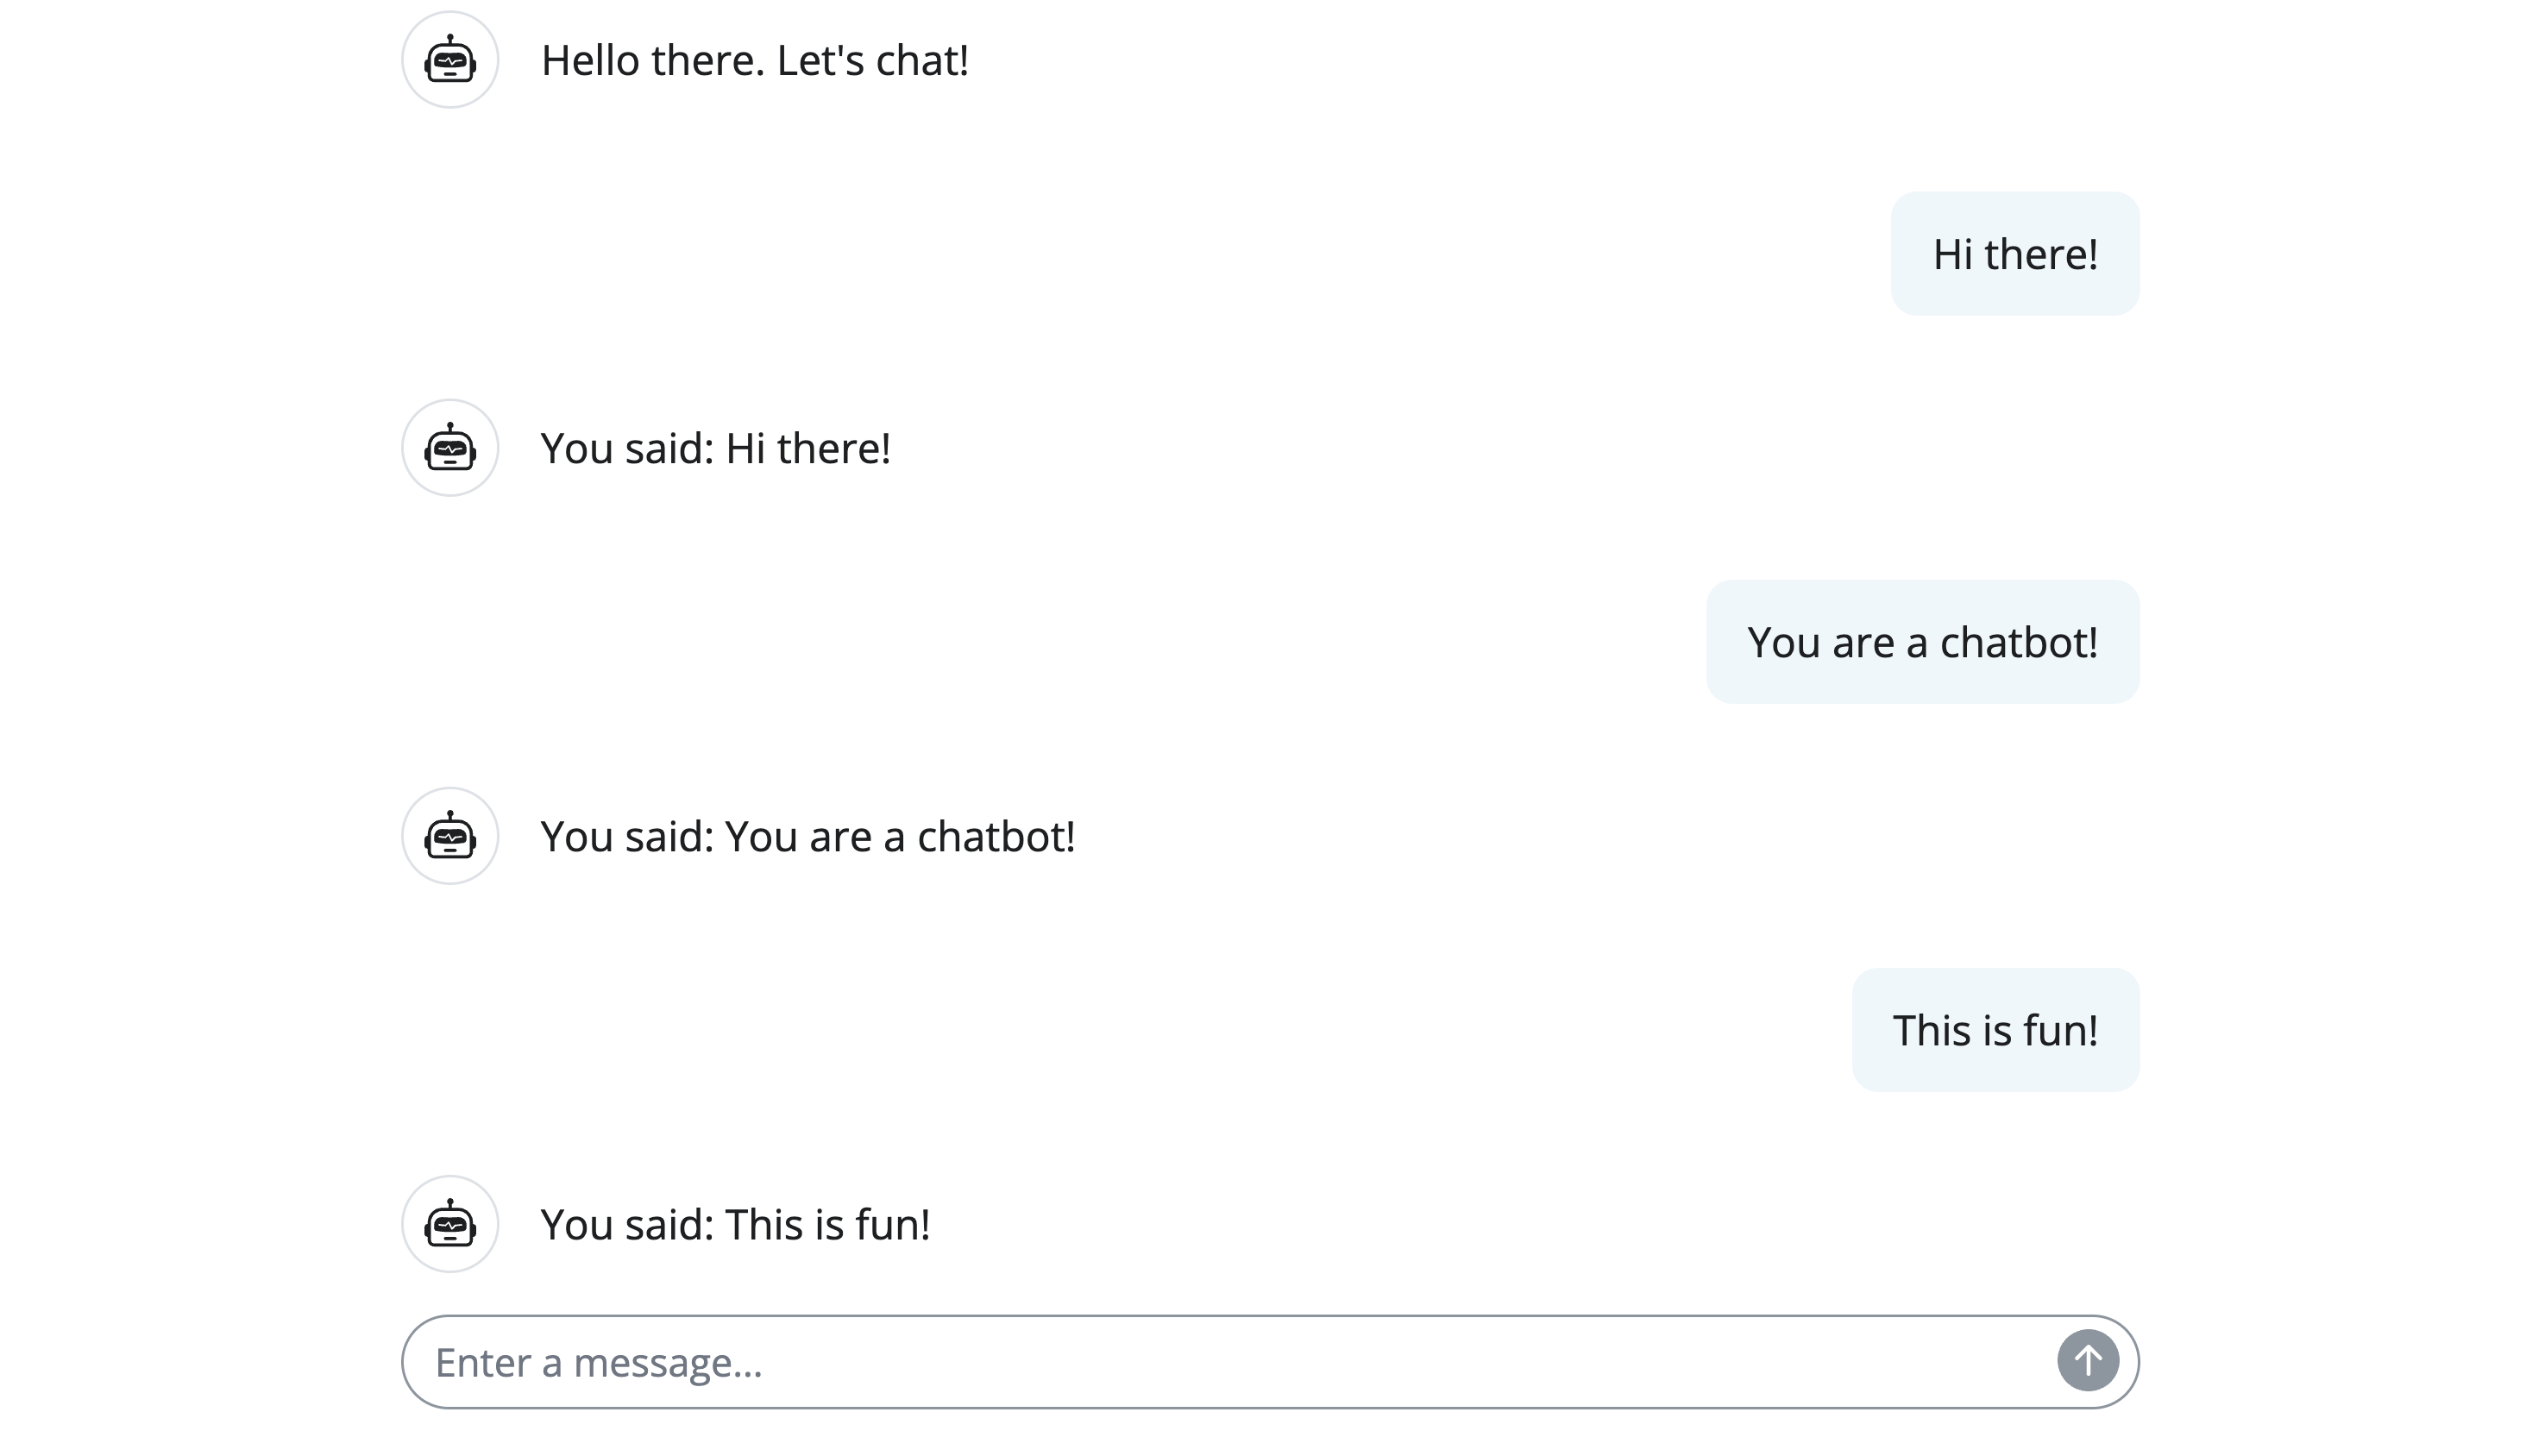 Hello there. Let's chat!
Hi there!
You said: Hi there!
You are a chatbot!
You said: You are a chatbot!
This is fun!
You said: This is fun!
Enter a message...